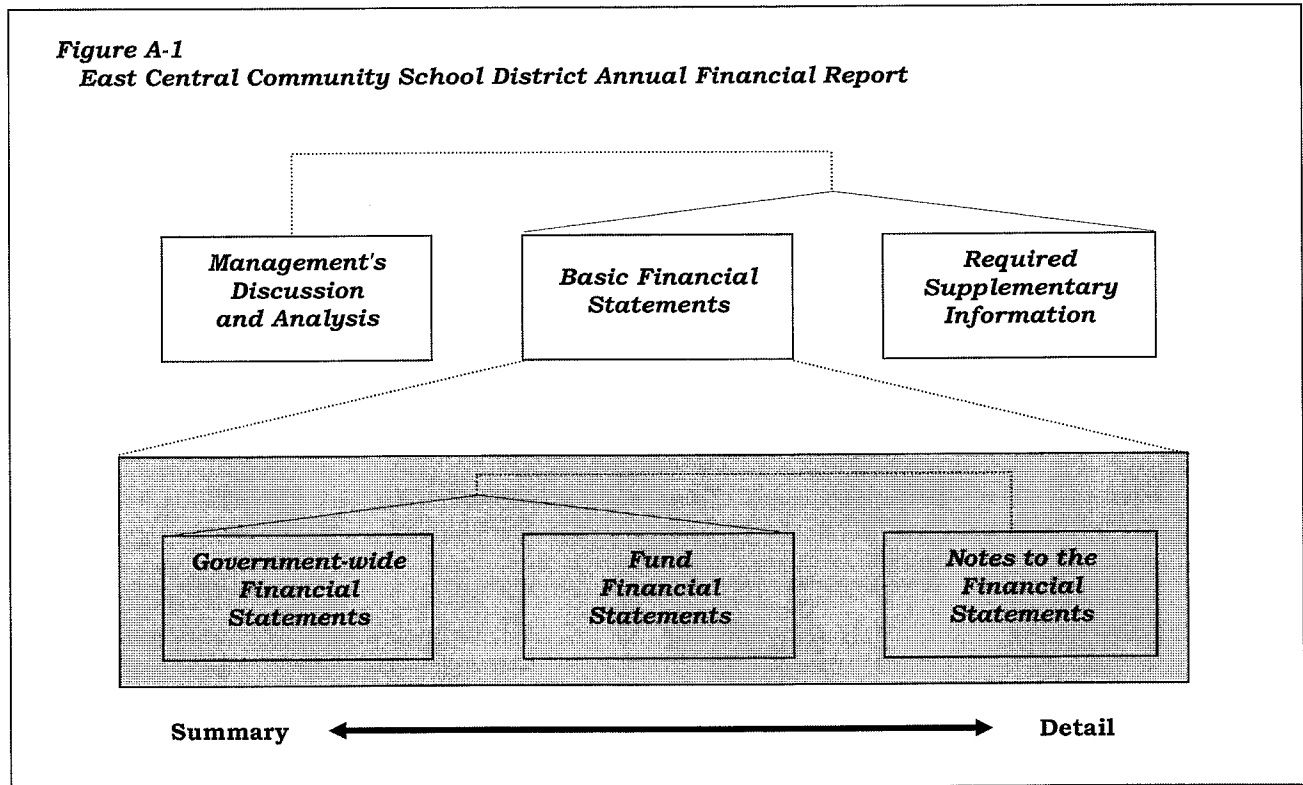 Figure A-1
East Central Community School District Annual Financial Report
Management's
Discussion
and Analysis
Basic Financial
Statements
Required
Supplementary
Information
Government-wide
Financial
Statements
Fund
Financial
Statements
Notes to the
Financial
Statements
Summary
Detail